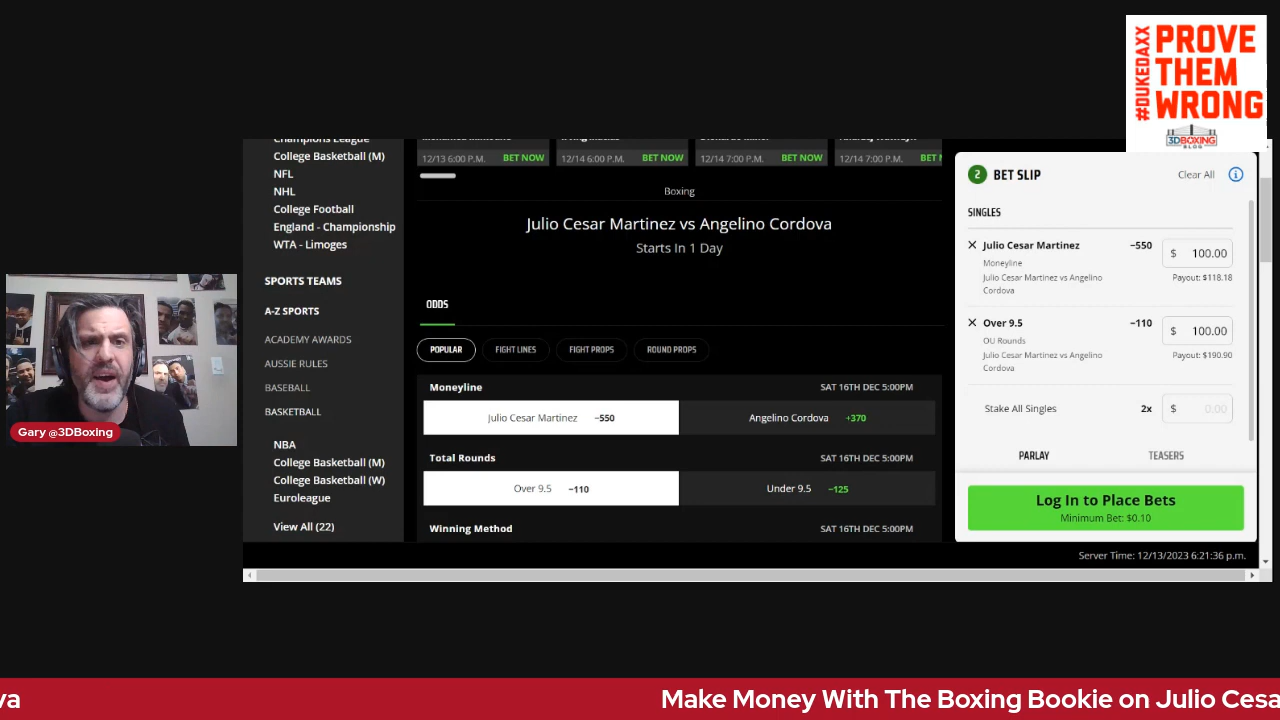 #DUKEDAXX
PROVE
THEM
WRONG
3DBOXING
BLOG
Champions League
College Basketball (M)
NFL
NHL
College Football
England - Championship
WTA - Limoges
SPORTS TEAMS
A-Z SPORTS
ACADEMY AWARDS
AUSSIE RULES
BASEBALL
BASKETBALL
NBA
College Basketball (M)
College Basketball (W)
Euroleague
View All (22)
12/13 6:00 P.M. BET NOW
12/14 6:00 P.M. BET NOW
12/14 7:00 P.M. BET NOW
12/14 7:00 P.M. BET N
Boxing
Julio Cesar Martinez vs Angelino Cordova
Starts In 1 Day
ODDS
POPULAR FIGHT LINES FIGHT PROPS ROUND PROPS
Moneyline SAT 16TH DEC 5:00PM
Julio Cesar Martinez −550 Angelino Cordova +370
Total Rounds SAT 16TH DEC 5:00PM
Over 9.5 −110 Under 9.5 −125
Winning Method SAT 16TH DEC 5:00PM
2 BET SLIP Clear All i
SINGLES
Julio Cesar Martinez −550 $ 100.00
Moneyline
Julio Cesar Martinez vs Angelino Payout: $118.18
Cordova
Over 9.5 −110 $ 100.00
OU Rounds
Julio Cesar Martinez vs Angelino Payout: $190.90
Cordova
Stake All Singles 2x $ 0.00
PARLAY TEASERS
Log In to Place Bets
Minimum Bet: $0.10
Server Time: 12/13/2023 6:21:36 p.m.
Gary @3DBoxing
va Make Money With The Boxing Bookie on Julio Cesa